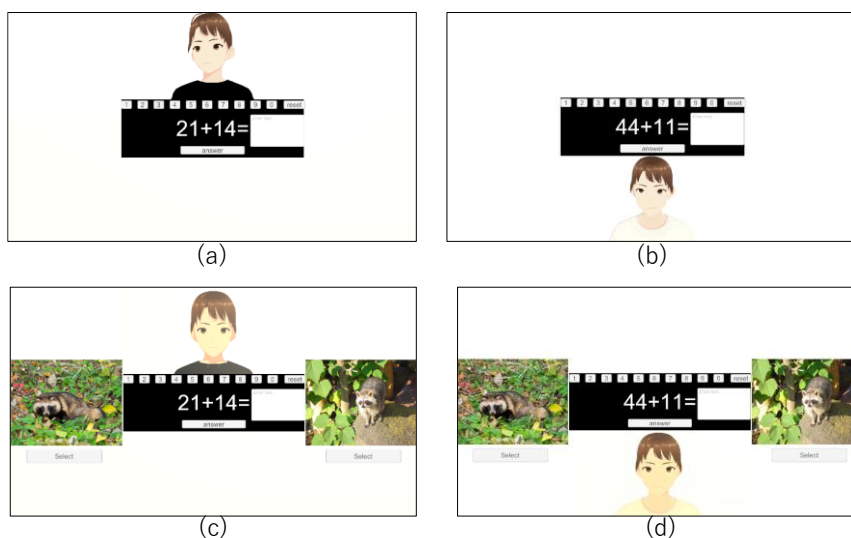 1 2 3 4 5 6 7 8 9 0 reset
21+14=
answer
(a)
1 2 3 4 5 6 7 8 9 0 reset
44+11=
answer
(b)
1 2 3 4 5 6 7 8 9 0 reset
21+14=
answer
Select
Select
(c)
1 2 3 4 5 6 7 8 9 0 reset
44+11=
answer
Select
Select
(d)